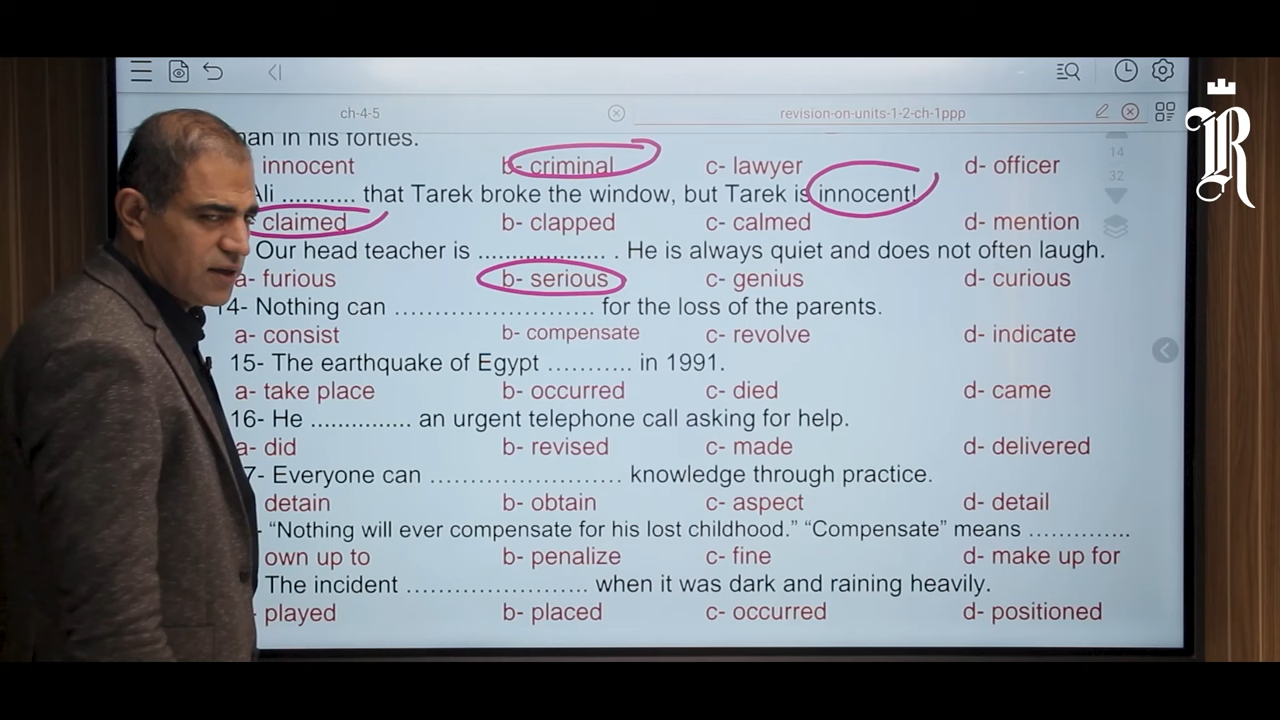 ch-4-5
revision-on-units-1-2-ch-1ppp
man in his forties.
innocent b- criminal c- lawyer d- officer
14
32
Ali ........... that Tarek broke the window, but Tarek is innocent!
claimed b- clapped c- calmed d- mention
Our head teacher is ................... . He is always quiet and does not often laugh.
a- furious b- serious c- genius d- curious
14- Nothing can .......................... for the loss of the parents.
a- consist b- compensate c- revolve d- indicate
15- The earthquake of Egypt ........... in 1991.
a- take place b- occurred c- died d- came
16- He ............... an urgent telephone call asking for help.
a- did b- revised c- made d- delivered
7- Everyone can ......................... knowledge through practice.
detain b- obtain c- aspect d- detail
- “Nothing will ever compensate for his lost childhood.” “Compensate” means ..............
own up to b- penalize c- fine d- make up for
The incident ........................ when it was dark and raining heavily.
played b- placed c- occurred d- positioned
R